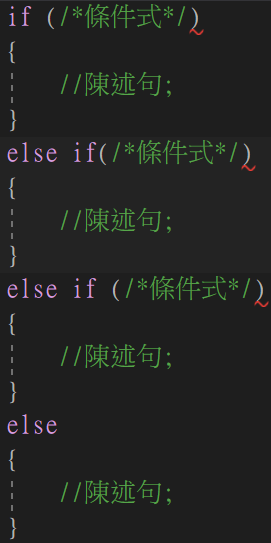 if (/*條件式*/)
{
//陳述句;
}
else if(/*條件式*/)
{
//陳述句;
}
else if (/*條件式*/)
{
//陳述句;
}
else
{
//陳述句;
}